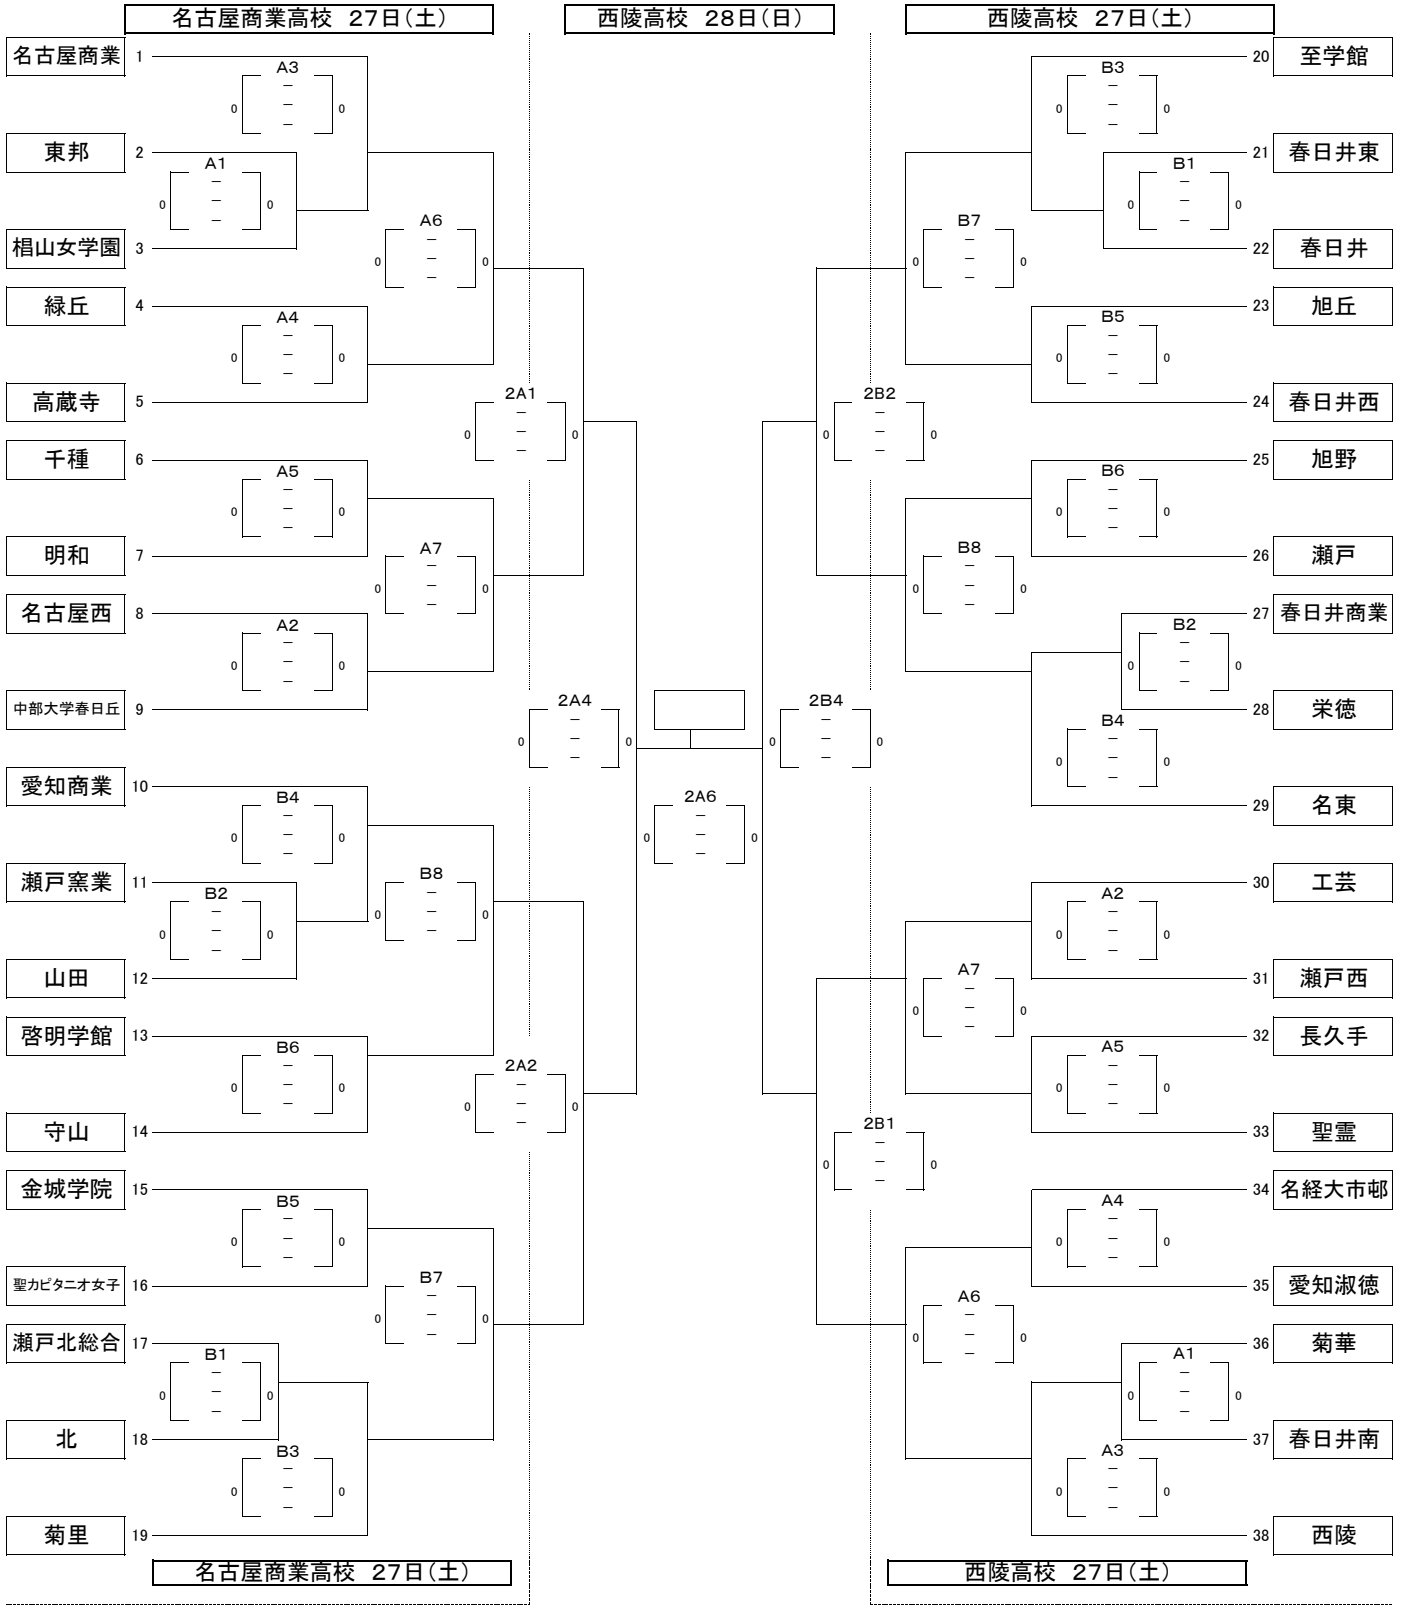 名古屋商業高校 27日(土)
西陵高校 28日(日)
西陵高校 27日(土)
名古屋商業 1
A3
0 － 0
－
－
東邦 2
A1
0 － 0
－
－
椙山女学園 3
A6
0 － 0
－
－
緑丘 4
A4
0 － 0
－
－
高蔵寺 5
2A1
0 － 0
－
－
千種 6
A5
0 － 0
－
－
明和 7
A7
0 － 0
－
－
名古屋西 8
A2
0 － 0
－
－
中部大学春日丘 9
2A4
0 － 0
－
－
愛知商業 10
B4
0 － 0
－
－
瀬戸窯業 11
B2
0 － 0
－
－
B8
0 － 0
－
－
山田 12
啓明学館 13
B6
0 － 0
－
－
2A2
0 － 0
－
－
守山 14
金城学院 15
B5
0 － 0
－
－
聖カピタニオ女子 16
B7
0 － 0
－
－
瀬戸北総合 17
B1
0 － 0
－
－
北 18
B3
0 － 0
－
－
菊里 19
名古屋商業高校 27日(土)
2A6
0 － 0
－
－
20 至学館
B3
0 － 0
－
－
21 春日井東
B1
0 － 0
－
－
22 春日井
B7
0 － 0
－
－
23 旭丘
B5
0 － 0
－
－
24 春日井西
2B2
0 － 0
－
－
25 旭野
B6
0 － 0
－
－
26 瀬戸
B8
0 － 0
－
－
27 春日井商業
B2
0 － 0
－
－
28 栄徳
2B4
0 － 0
－
－
B4
0 － 0
－
－
29 名東
30 工芸
A2
0 － 0
－
－
31 瀬戸西
A7
0 － 0
－
－
32 長久手
A5
0 － 0
－
－
33 聖霊
2B1
0 － 0
－
－
34 名経大市邨
A4
0 － 0
－
－
35 愛知淑徳
A6
0 － 0
－
－
36 菊華
A1
0 － 0
－
－
37 春日井南
A3
0 － 0
－
－
38 西陵
西陵高校 27日(土)